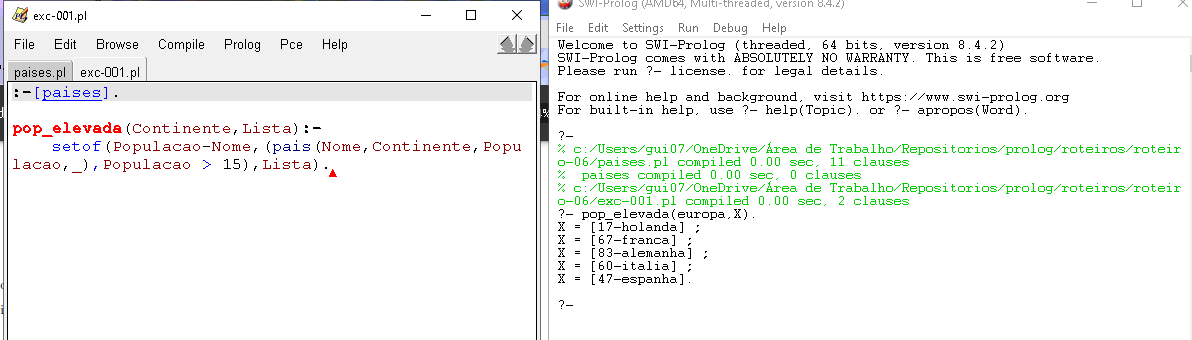 exc-001.pl
File Edit Browse Compile Prolog Pce Help
paises.pl exc-001.pl
:-[paises].
pop_elevada(Continente,Lista):-
setof(Populacao-Nome,(pais(Nome,Continente,Popu
lacao,_),Populacao > 15),Lista).
SWI-Prolog (AMD64, Multi-threaded, version 8.4.2)
File Edit Settings Run Debug Help
Welcome to SWI-Prolog (threaded, 64 bits, version 8.4.2)
SWI-Prolog comes with ABSOLUTELY NO WARRANTY. This is free software.
Please run ?- license. for legal details.
For online help and background, visit https://www.swi-prolog.org
For built-in help, use ?- help(Topic). or ?- apropos(Word).
?-
% c:/Users/gui07/OneDrive/Área de Trabalho/Repositorios/prolog/roteiros/roteir
o-06/paises.pl compiled 0.00 sec, 11 clauses
%  paises compiled 0.00 sec, 0 clauses
% c:/Users/gui07/OneDrive/Área de Trabalho/Repositorios/prolog/roteiros/roteir
o-06/exc-001.pl compiled 0.00 sec, 2 clauses
?- pop_elevada(europa,X).
X = [17-holanda] ;
X = [67-franca] ;
X = [83-alemanha] ;
X = [60-italia] ;
X = [47-espanha].
?-